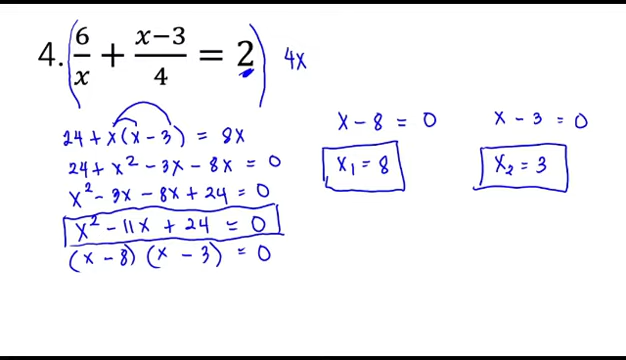 4. (6/x + (x−3)/4 = 2) 4x
24 + x(x − 3) = 8x
24 + x² − 3x − 8x = 0
x² − 3x − 8x + 24 = 0
x² − 11x + 24 = 0
(x − 8) (x − 3) = 0
x − 8 = 0
x₁ = 8
x − 3 = 0
x₂ = 3